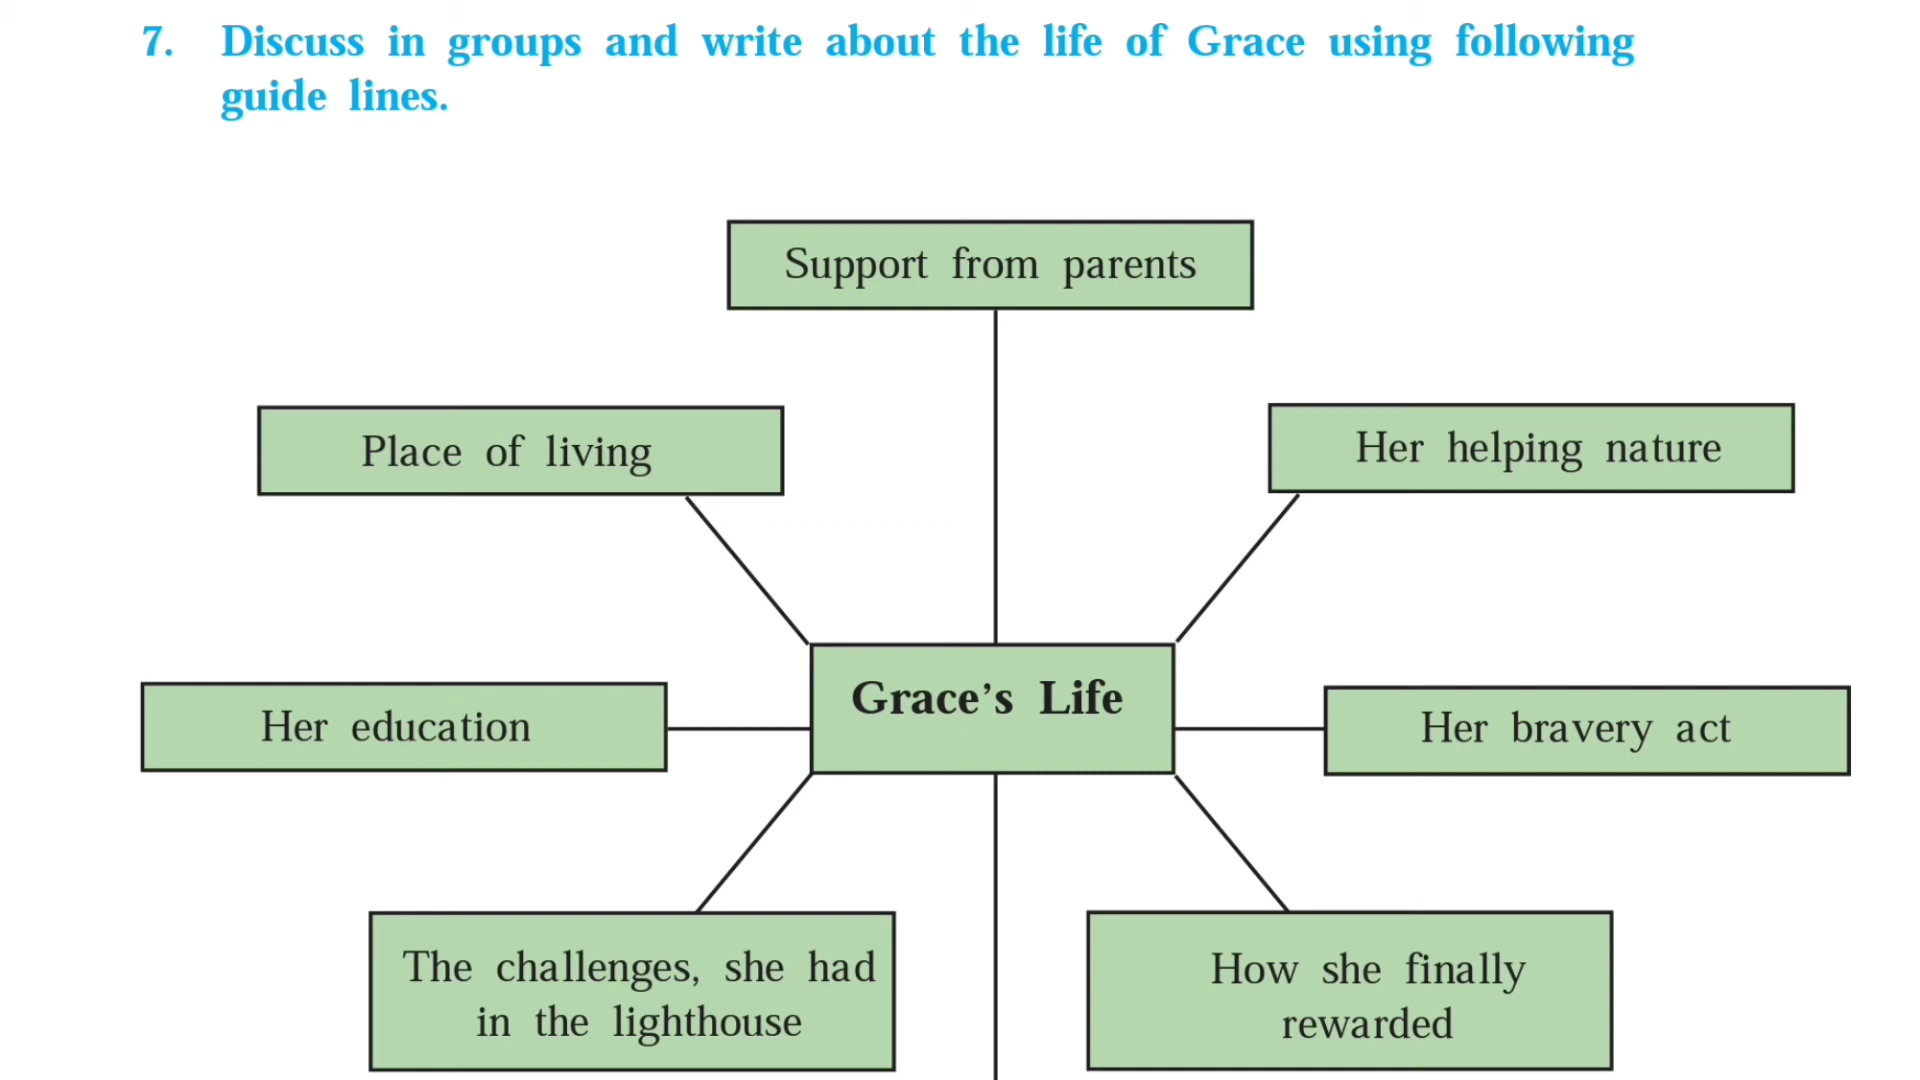 7. Discuss in groups and write about the life of Grace using following
guide lines.
Support from parents
Place of living
Her helping nature
Grace's Life
Her education
Her bravery act
The challenges, she had
in the lighthouse
How she finally
rewarded